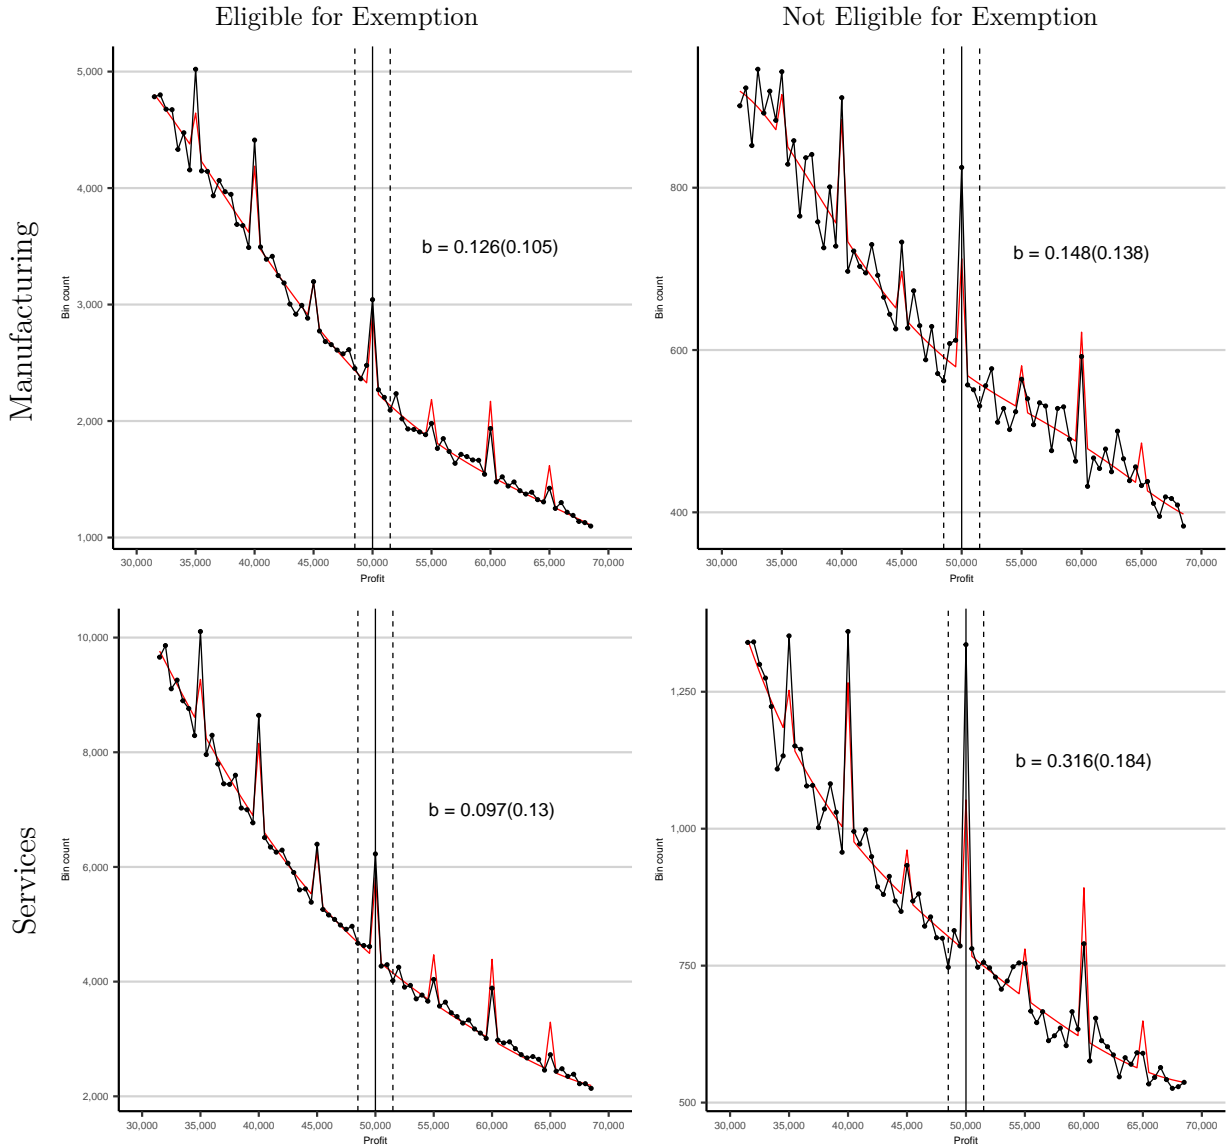 Eligible for Exemption
Not Eligible for Exemption
Manufacturing
Bin count
5,000
4,000
3,000
2,000
1,000
b = 0.126(0.105)
30,000 35,000 40,000 45,000 50,000 55,000 60,000 65,000 70,000
Profit
Bin count
800
600
400
b = 0.148(0.138)
30,000 35,000 40,000 45,000 50,000 55,000 60,000 65,000 70,000
Profit
Services
Bin count
10,000
8,000
6,000
4,000
2,000
b = 0.097(0.13)
30,000 35,000 40,000 45,000 50,000 55,000 60,000 65,000 70,000
Profit
Bin count
1,250
1,000
750
500
b = 0.316(0.184)
30,000 35,000 40,000 45,000 50,000 55,000 60,000 65,000 70,000
Profit